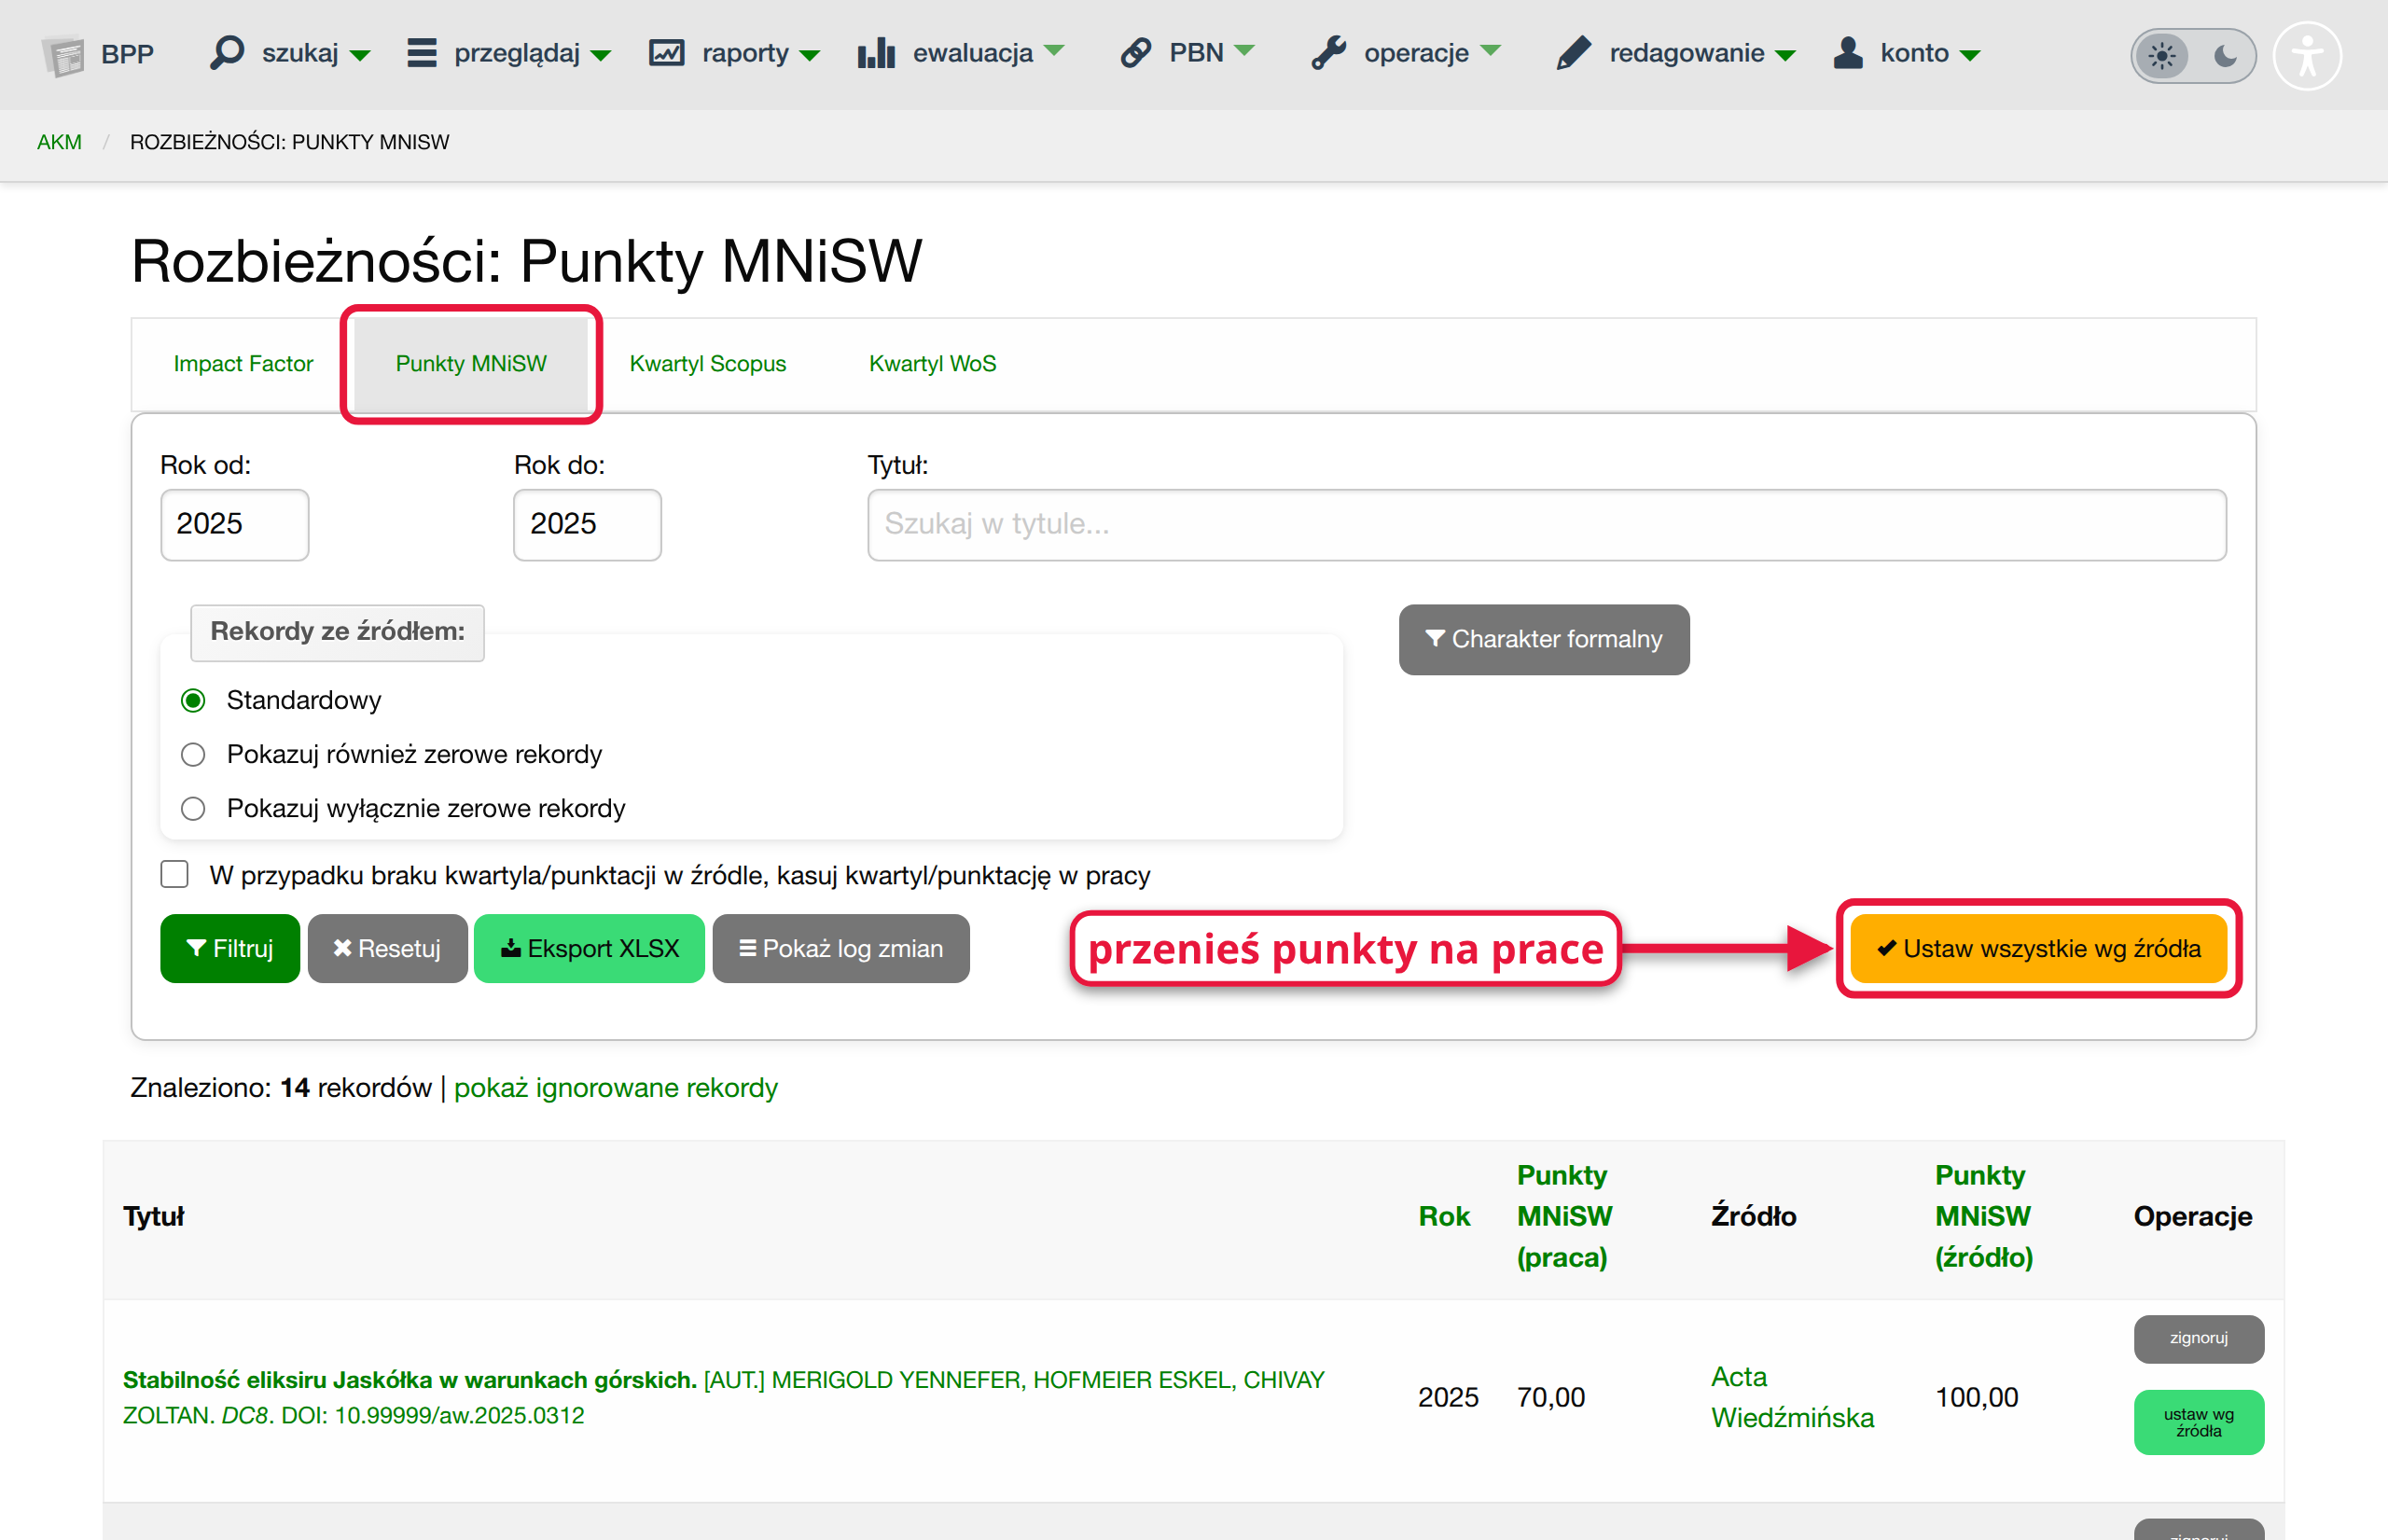 BPP szukaj przeglądaj raporty ewaluacja PBN operacje redagowanie konto
AKM / ROZBIEŻNOŚCI: PUNKTY MNISW
Rozbieżności: Punkty MNiSW
Impact Factor Punkty MNiSW Kwartyl Scopus Kwartyl WoS
Rok od: Rok do: Tytuł:
2025 2025 Szukaj w tytule...
Rekordy ze źródłem: Charakter formalny
Standardowy
Pokazuj również zerowe rekordy
Pokazuj wyłącznie zerowe rekordy
W przypadku braku kwartyla/punktacji w źródle, kasuj kwartyl/punktację w pracy
Filtruj Resetuj Eksport XLSX Pokaż log zmian przenieś punkty na prace Ustaw wszystkie wg źródła
Znaleziono: 14 rekordów | pokaż ignorowane rekordy
Tytuł Rok Punkty MNiSW (praca) Źródło Punkty MNiSW (źródło) Operacje
zignoruj
Stabilność eliksiru Jaskółka w warunkach górskich. [AUT.] MERIGOLD YENNEFER, HOFMEIER ESKEL, CHIVAY
ZOLTAN. DC8. DOI: 10.99999/aw.2025.0312
2025 70,00 Acta Wiedźmińska 100,00
ustaw wg
źródła
zignoruj